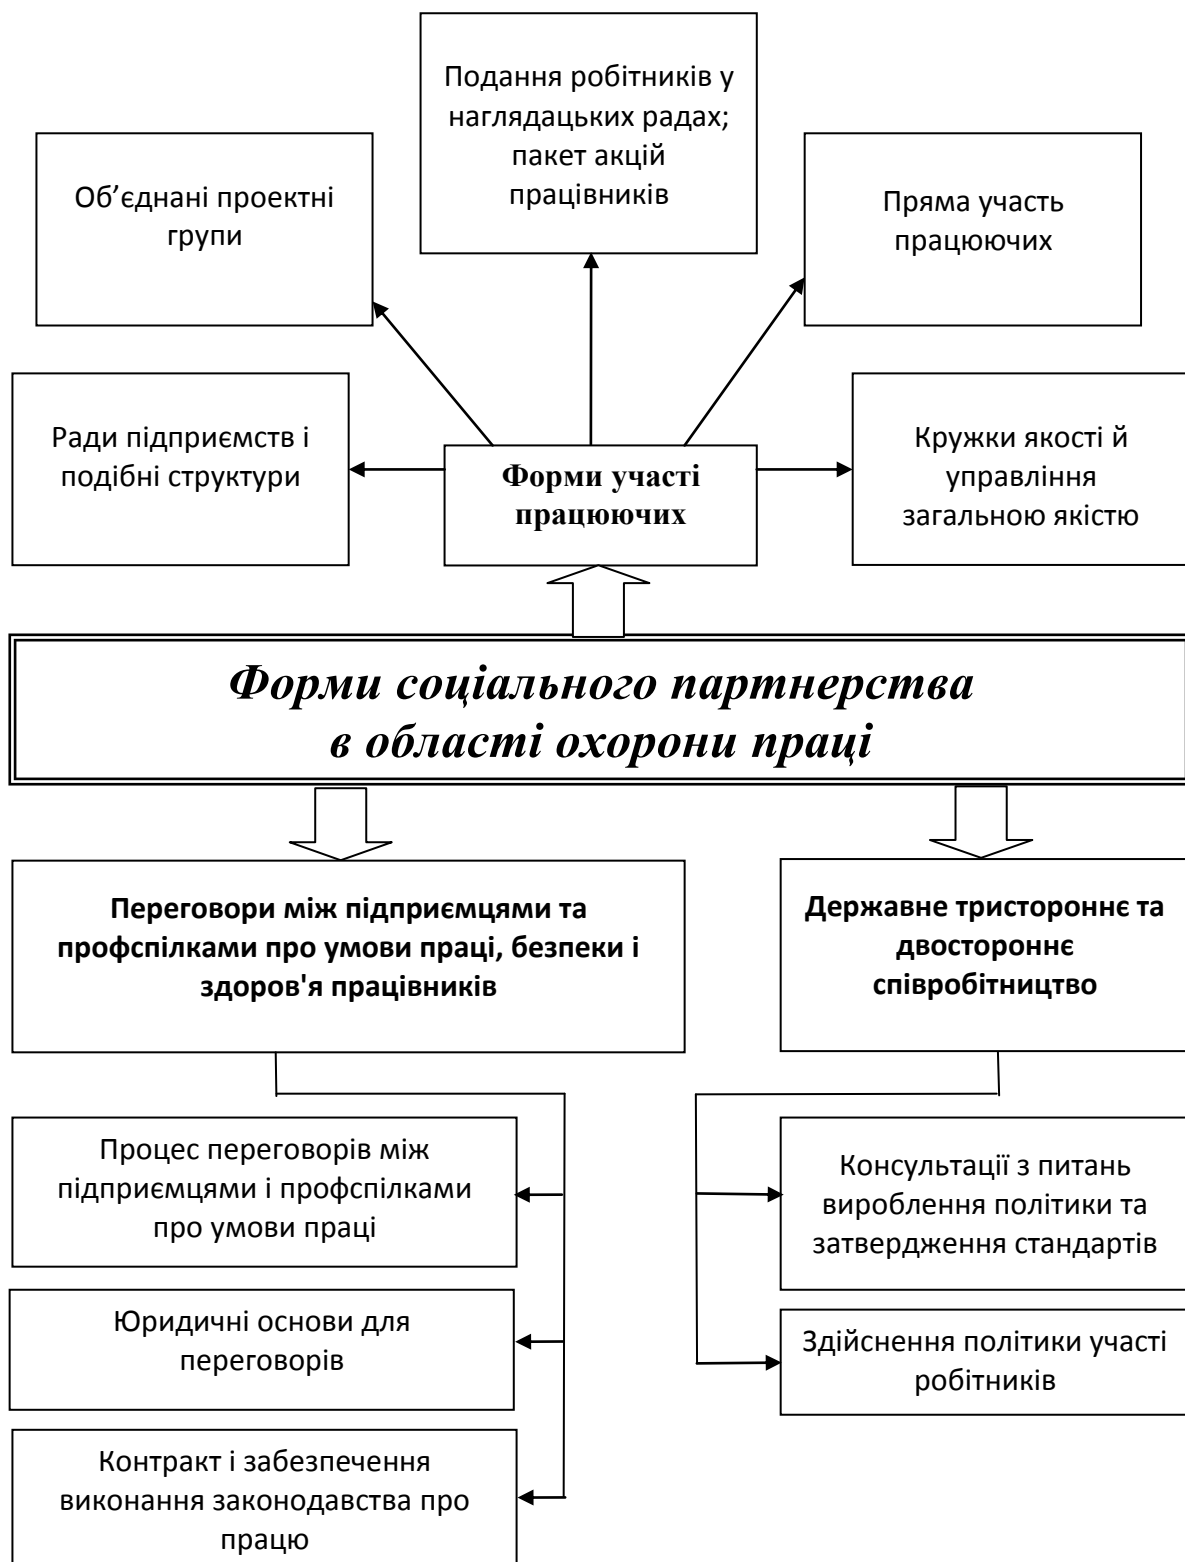 Подання робітників у
наглядацьких радах;
пакет акцій
працівників
Об’єднані проектні
групи
Пряма участь
працюючих
Ради підприємств і
подібні структури
Форми участі
працюючих
Кружки якості й
управління
загальною якістю
Форми соціального партнерства
в області охорони праці
Переговори між підприємцями та
профспілками про умови праці, безпеки і
здоров'я працівників
Державне тристороннє та
двостороннє
співробітництво
Процес переговорів між
підприємцями і профспілками
про умови праці
Консультації з питань
вироблення політики та
затвердження стандартів
Юридичні основи для
переговорів
Здійснення політики участі
робітників
Контракт і забезпечення
виконання законодавства про
працю